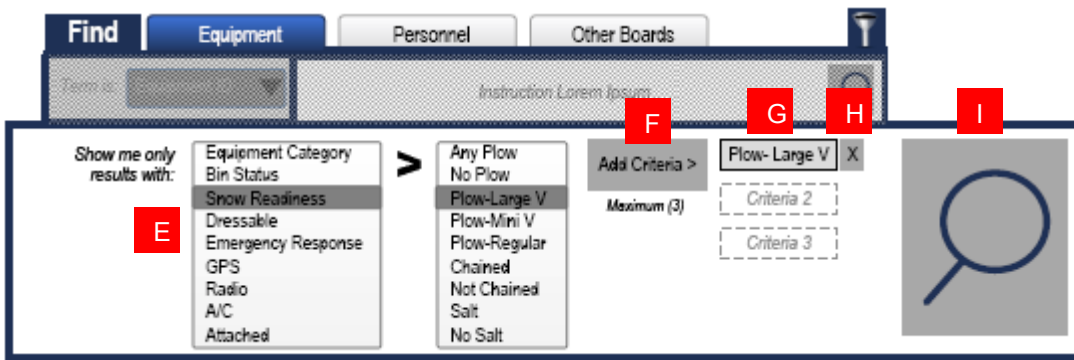 Find
Equipment
Personnel
Other Boards
Term is:
Instruction Lorem Ipsum
F
G
H
I
Show me only
results with:
E
Equipment Category
Bin Status
Snow Readiness
Dressable
Emergency Response
GPS
Radio
A/C
Attached
>
Any Plow
No Plow
Plow-Large V
Plow-Mini V
Plow-Regular
Chained
Not Chained
Salt
No Salt
Add Criteria >
Maximum (3)
Plow- Large V
X
Criteria 2
Criteria 3